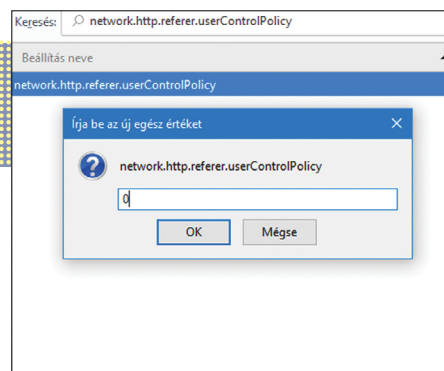 Keresés: network.http.referer.userControlPolicy
Beállítás neve
network.http.referer.userControlPolicy
Írja be az új egész értéket
network.http.referer.userControlPolicy
0
OK Mégse